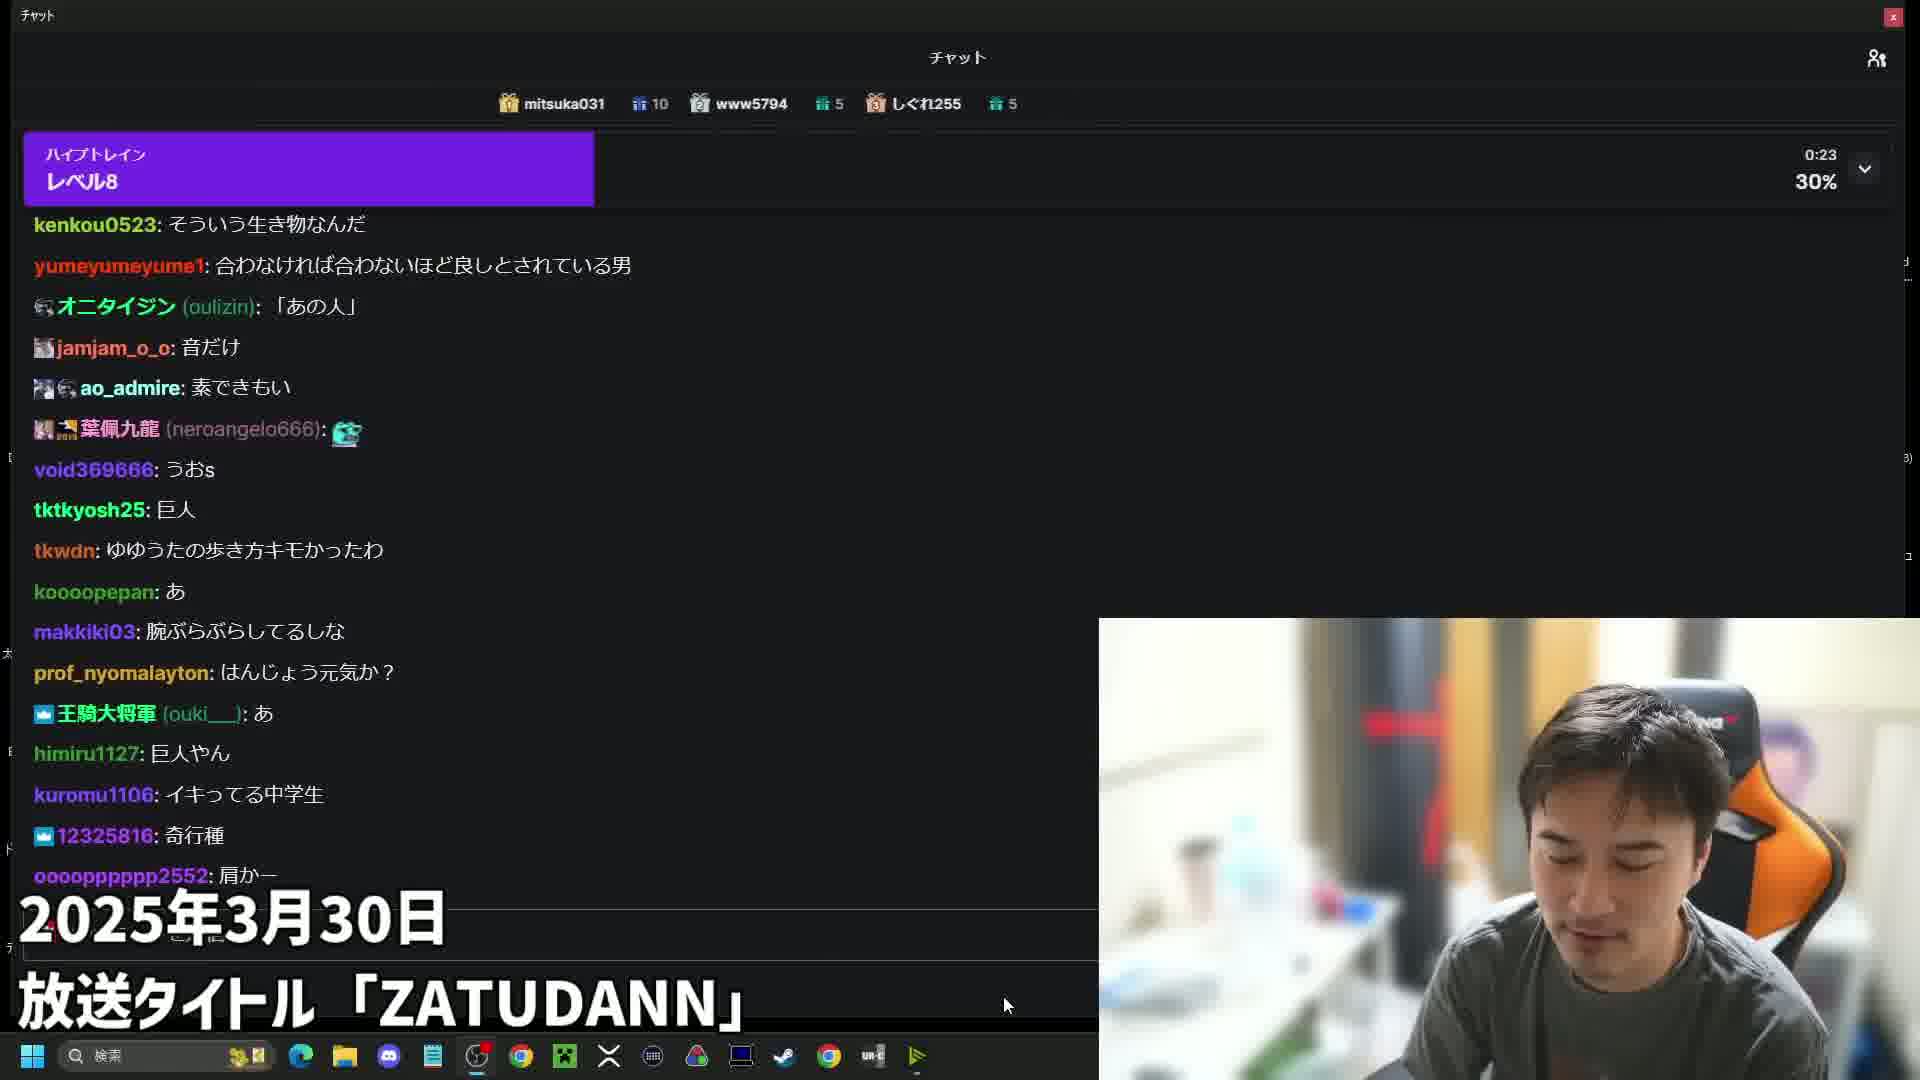 チャット
チャット
mitsuka031 10 www5794 5 しぐれ255 5
ハイプトレイン
レベル8
0:23
30%
kenkou0523: そういう生き物なんだ
yumeyumeyume1: 合わなければ合わないほど良しとされている男
オニタイジン (oulizin): 「あの人」
jamjam_o_o: 音だけ
ao_admire: 素できもい
葉佩九龍 (neroangelo666):
void369666: うおs
tktkyosh25: 巨人
tkwdn: ゆゆうたの歩き方キモかったわ
koooopepan: あ
makkiki03: 腕ぶらぶらしてるしな
prof_nyomalayton: はんじょう元気か？
王騎大将軍 (ouki___): あ
himiru1127: 巨人やん
kuromu1106: イキってる中学生
12325816: 奇行種
oooopppppp2552: 肩かー
2025年3月30日
放送タイトル「ZATUDANN」
検索